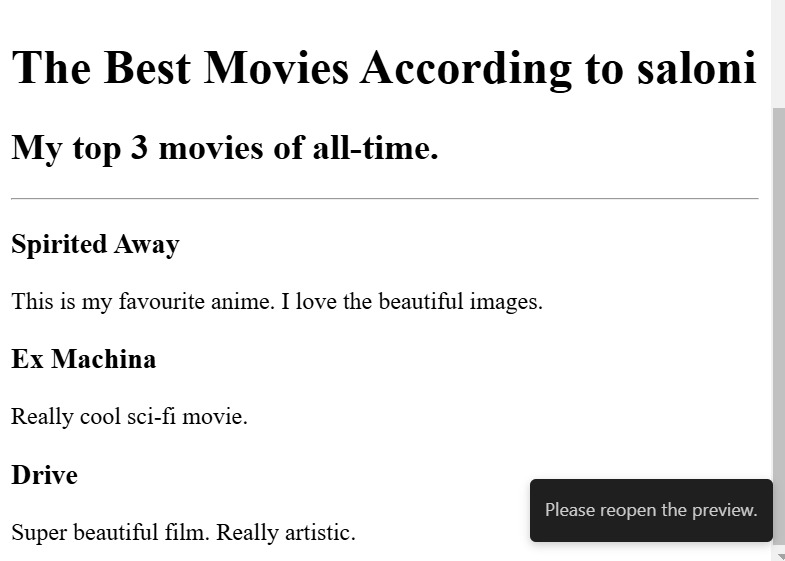 The Best Movies According to saloni
My top 3 movies of all-time.
Spirited Away
This is my favourite anime. I love the beautiful images.
Ex Machina
Really cool sci-fi movie.
Drive
Please reopen the preview.
Super beautiful film. Really artistic.